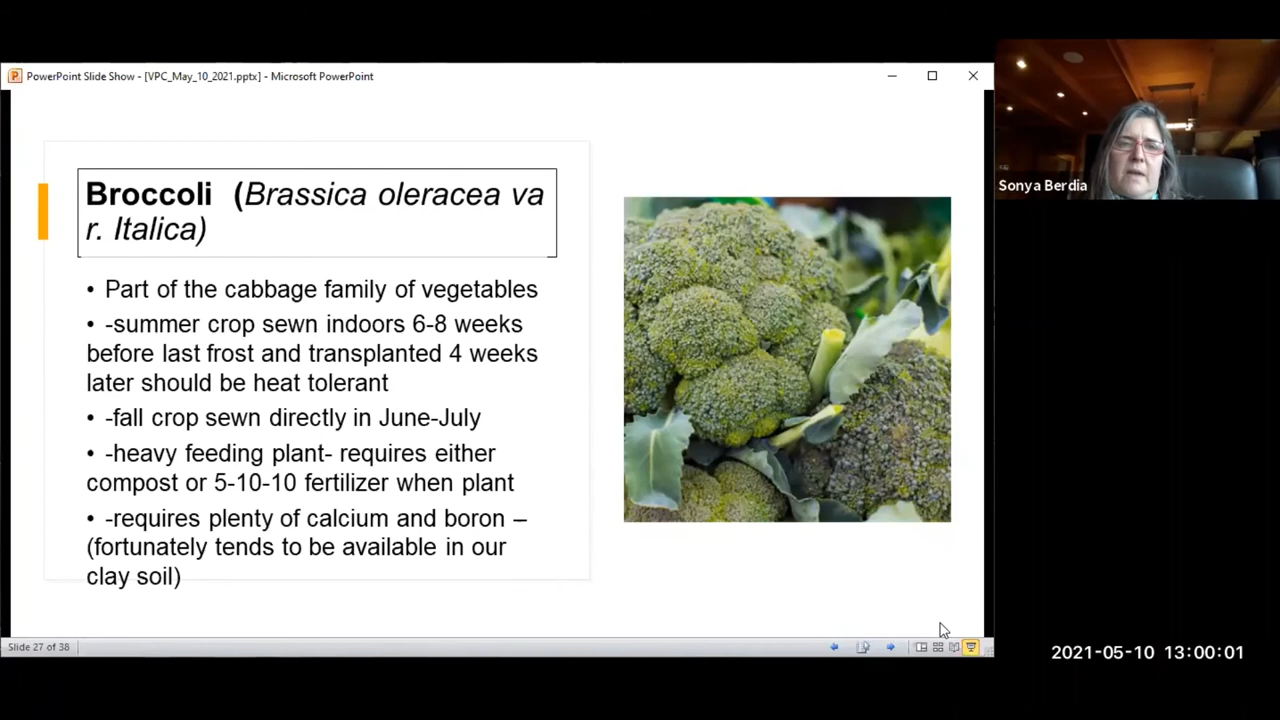 PowerPoint Slide Show - [VPC_May_10_2021.pptx] - Microsoft PowerPoint
Broccoli (Brassica oleracea va
r. Italica)
• Part of the cabbage family of vegetables
• -summer crop sewn indoors 6-8 weeks
before last frost and transplanted 4 weeks
later should be heat tolerant
• -fall crop sewn directly in June-July
• -heavy feeding plant- requires either
compost or 5-10-10 fertilizer when plant
• -requires plenty of calcium and boron –
(fortunately tends to be available in our
clay soil)
Slide 27 of 38
Sonya Berdia
2021-05-10 13:00:01